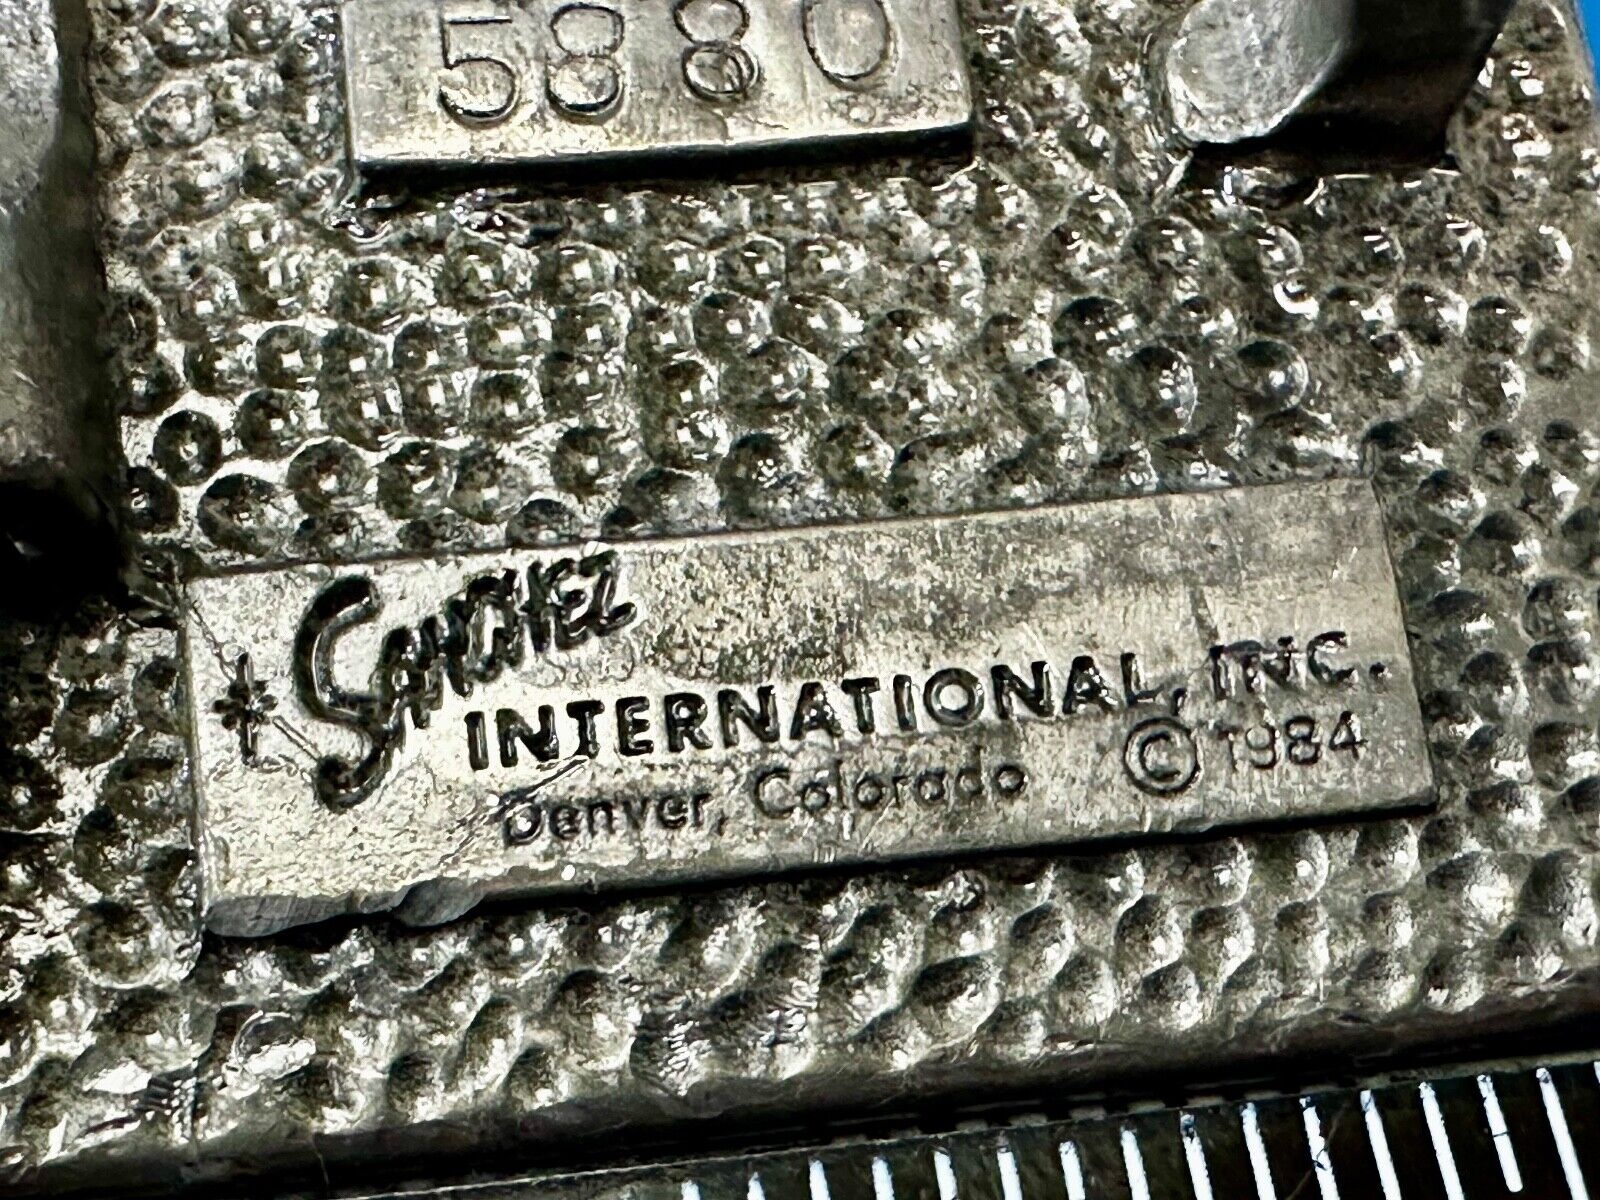 5880
SANCHEZ
INTERNATIONAL, INC.
Denver, Colorado © 1984